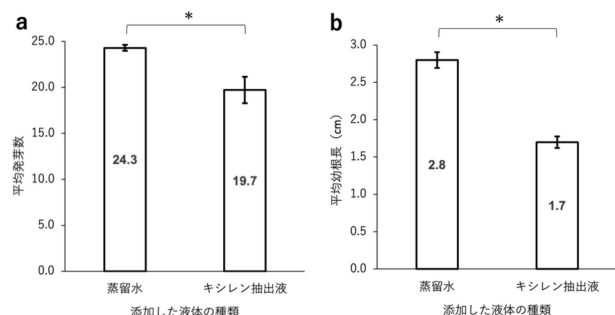 a
*
25.0
20.0
15.0
10.0
5.0
0.0
平均発芽数
24.3
19.7
蒸留水
キシレン抽出液
添加した液体の種類
b
*
3.0
2.5
2.0
1.5
1.0
0.5
0.0
平均幼根長（cm）
2.8
1.7
蒸留水
キシレン抽出液
添加した液体の種類